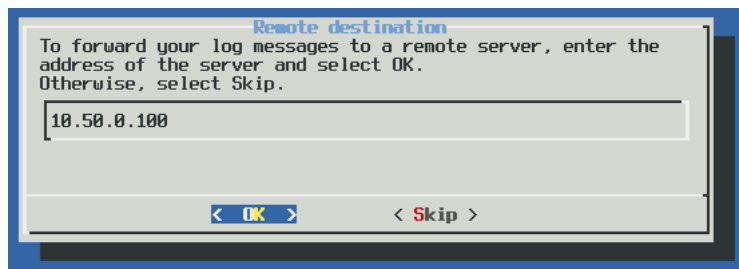 Remote destination
To forward your log messages to a remote server, enter the
address of the server and select OK.
Otherwise, select Skip.
10.50.0.100
< OK > < Skip >